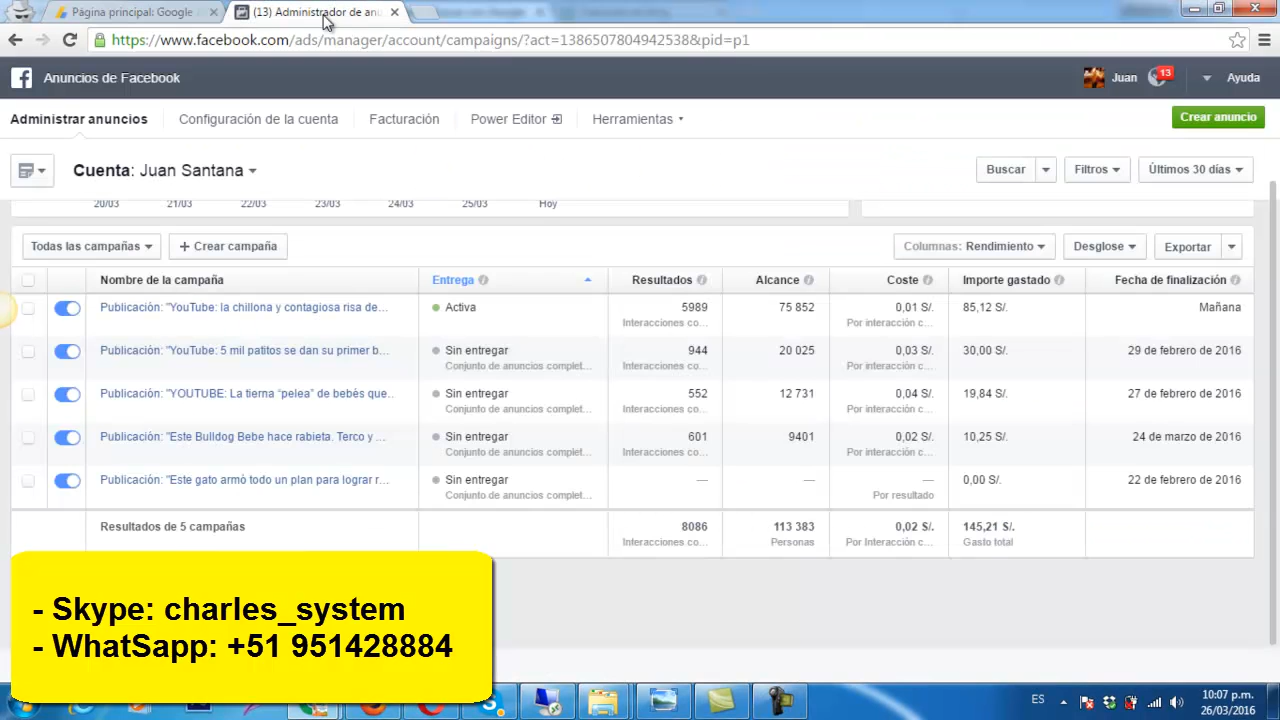 Página principal: Google
(13) Administrador de anu
https://www.facebook.com/ads/manager/account/campaigns/?act=138650780494253​8&pid=p1
Anuncios de Facebook
Juan
13
Ayuda
Administrar anuncios
Configuración de la cuenta
Facturación
Power Editor
Herramientas
Crear anuncio
Cuenta: Juan Santana
Buscar
Filtros
Últimos 30 días
20/03 21/03 22/03 23/03 24/03 25/03 Hoy
Todas las campañas
+ Crear campaña
Columnas: Rendimiento
Desglose
Exportar
Nombre de la campaña Entrega Resultados Alcance Coste Importe gastado Fecha de finalización
Publicación: "YouTube: la chillona y contagiosa risa de... Activa 5989 75 852 0,01 S/. 85,12 S/. Mañana
Interacciones co... Por interacción c...
Publicación: "YouTube: 5 mil patitos se dan su primer b... Sin entregar 944 20 025 0,03 S/. 30,00 S/. 29 de febrero de 2016
Conjunto de anuncios complet... Interacciones co... Por interacción c...
Publicación: "YOUTUBE: La tierna “pelea” de bebés que... Sin entregar 552 12 731 0,04 S/. 19,84 S/. 27 de febrero de 2016
Conjunto de anuncios complet... Interacciones co... Por interacción c...
Publicación: "Este Bulldog Bebe hace rabieta. Terco y ... Sin entregar 601 9401 0,02 S/. 10,25 S/. 24 de marzo de 2016
Conjunto de anuncios complet... Interacciones co... Por interacción c...
Publicación: "Este gato armó todo un plan para lograr r... Sin entregar — — — 0,00 S/. 22 de febrero de 2016
Conjunto de anuncios complet... Por resultado
Resultados de 5 campañas 8086 113 383 0,02 S/. 145,21 S/.
Interacciones co... Personas Por Interacción c... Gasto total
- Skype: charles_system
- WhatSapp: +51 951428884
ES
10:07 p.m.
26/03/2016